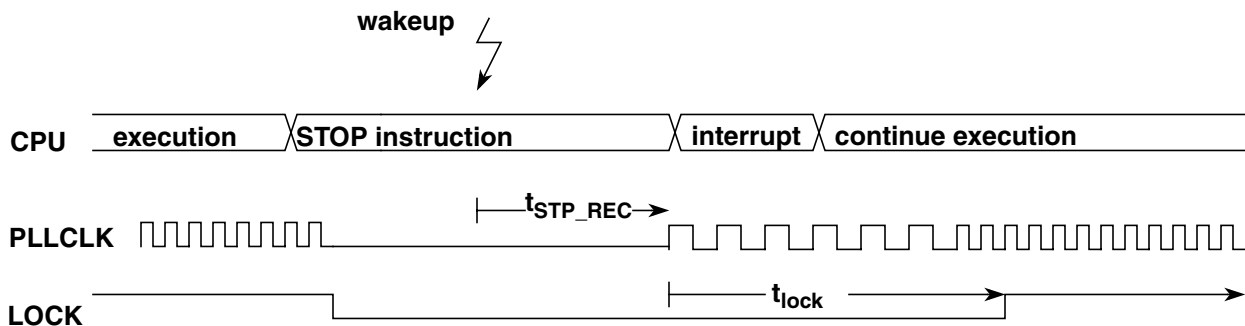 wakeup
CPU execution STOP instruction interrupt continue execution
tSTP_REC
PLLCLK
tlock
LOCK